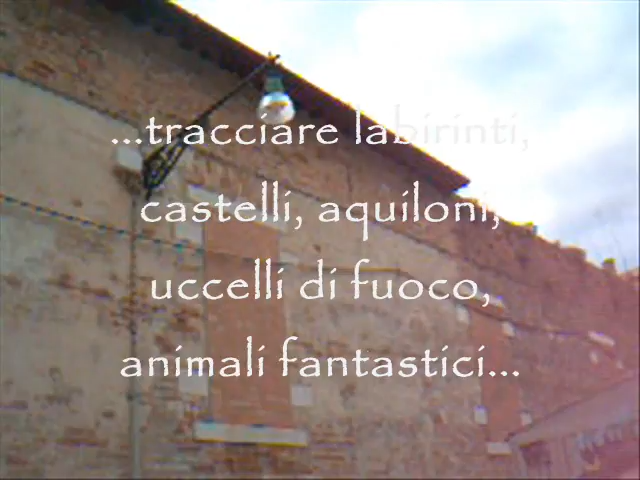 ...tracciare labirinti,
castelli, aquiloni,
uccelli di fuoco,
animali fantastici...